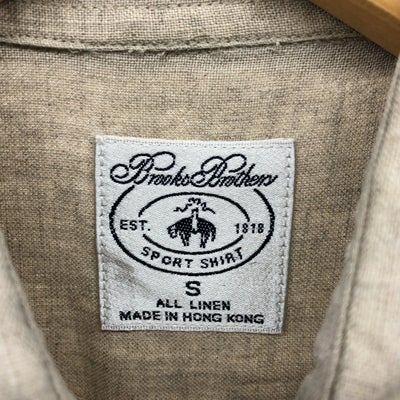 Brooks Brothers
EST. 1818
SPORT SHIRT
S
ALL LINEN
MADE IN HONG KONG